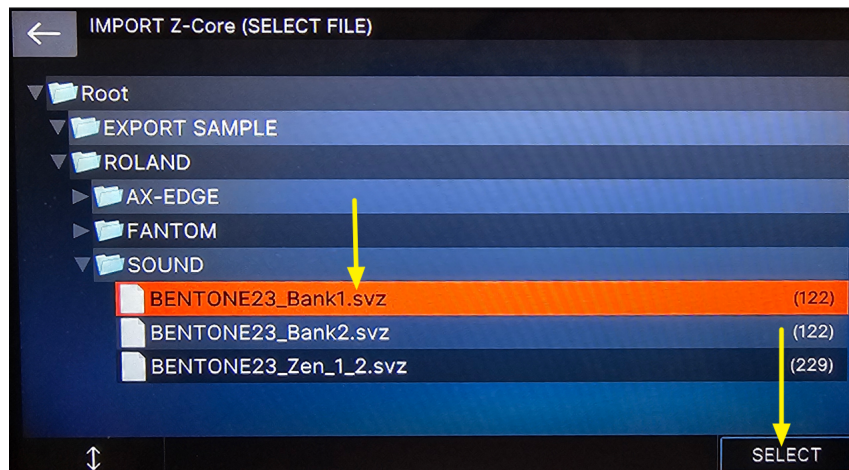 IMPORT Z-Core (SELECT FILE)
Root
EXPORT SAMPLE
ROLAND
AX-EDGE
FANTOM
SOUND
BENTONE23_Bank1.svz (122)
BENTONE23_Bank2.svz (122)
BENTONE23_Zen_1_2.svz (229)
SELECT